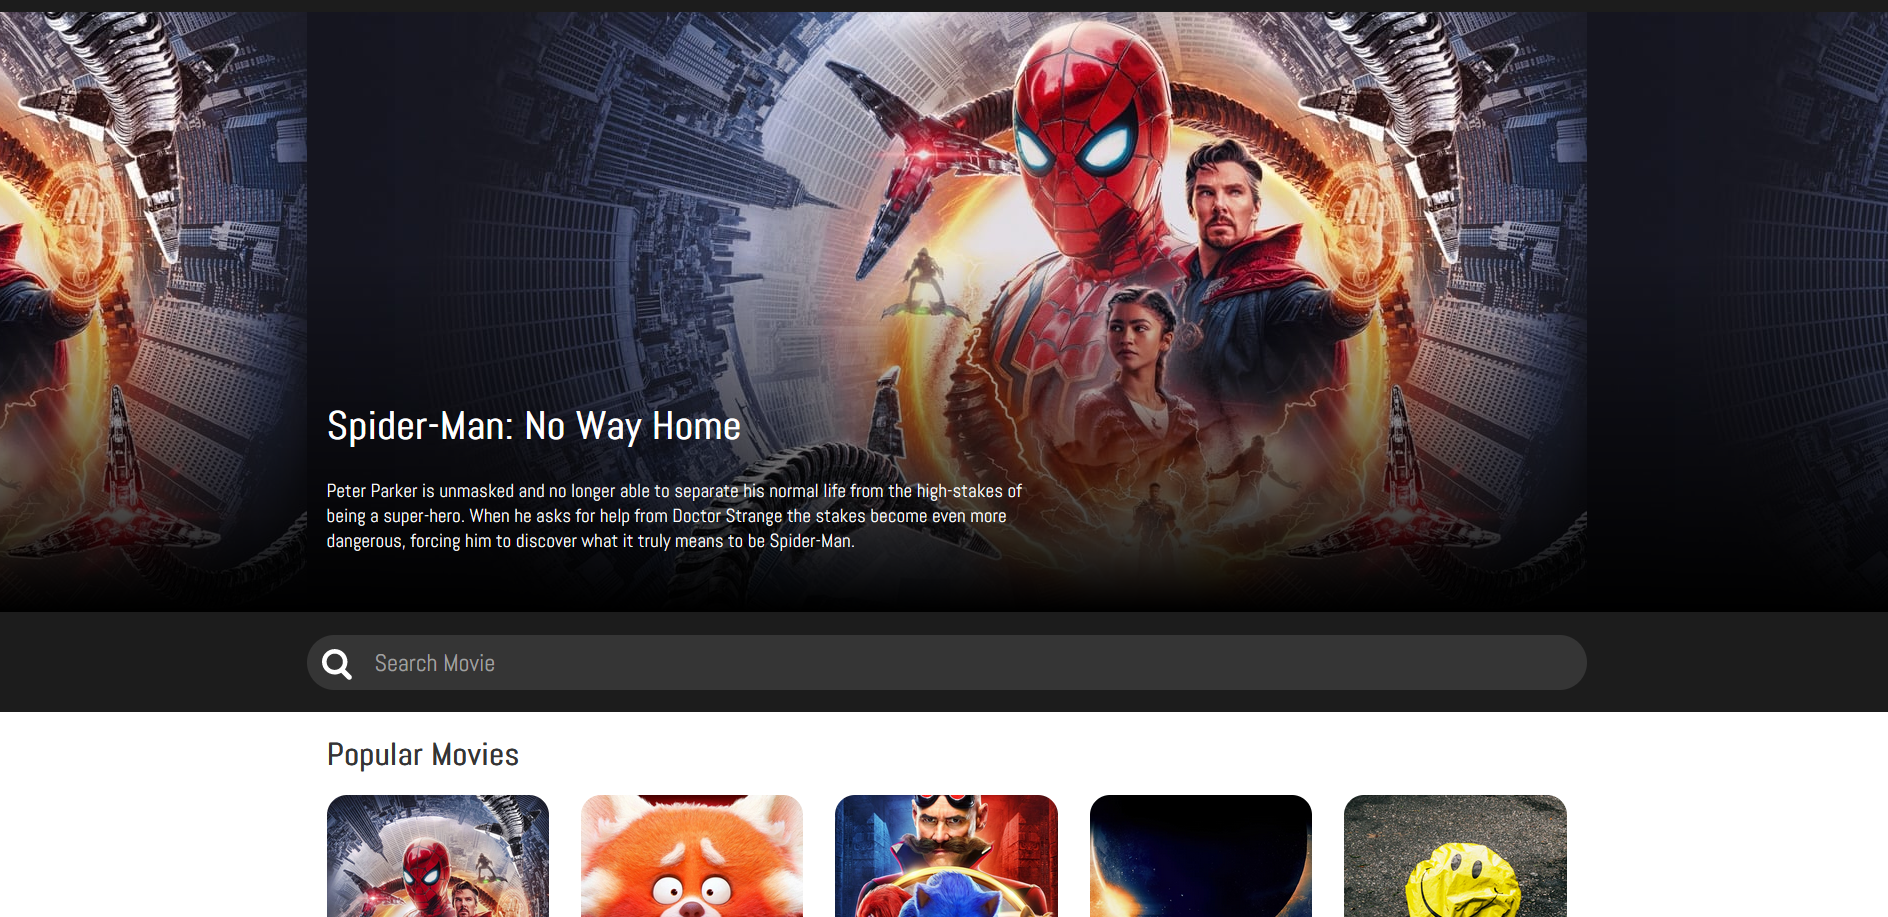 Spider-Man: No Way Home
Peter Parker is unmasked and no longer able to separate his normal life from the high-stakes of
being a super-hero. When he asks for help from Doctor Strange the stakes become even more
dangerous, forcing him to discover what it truly means to be Spider-Man.
Search Movie
Popular Movies